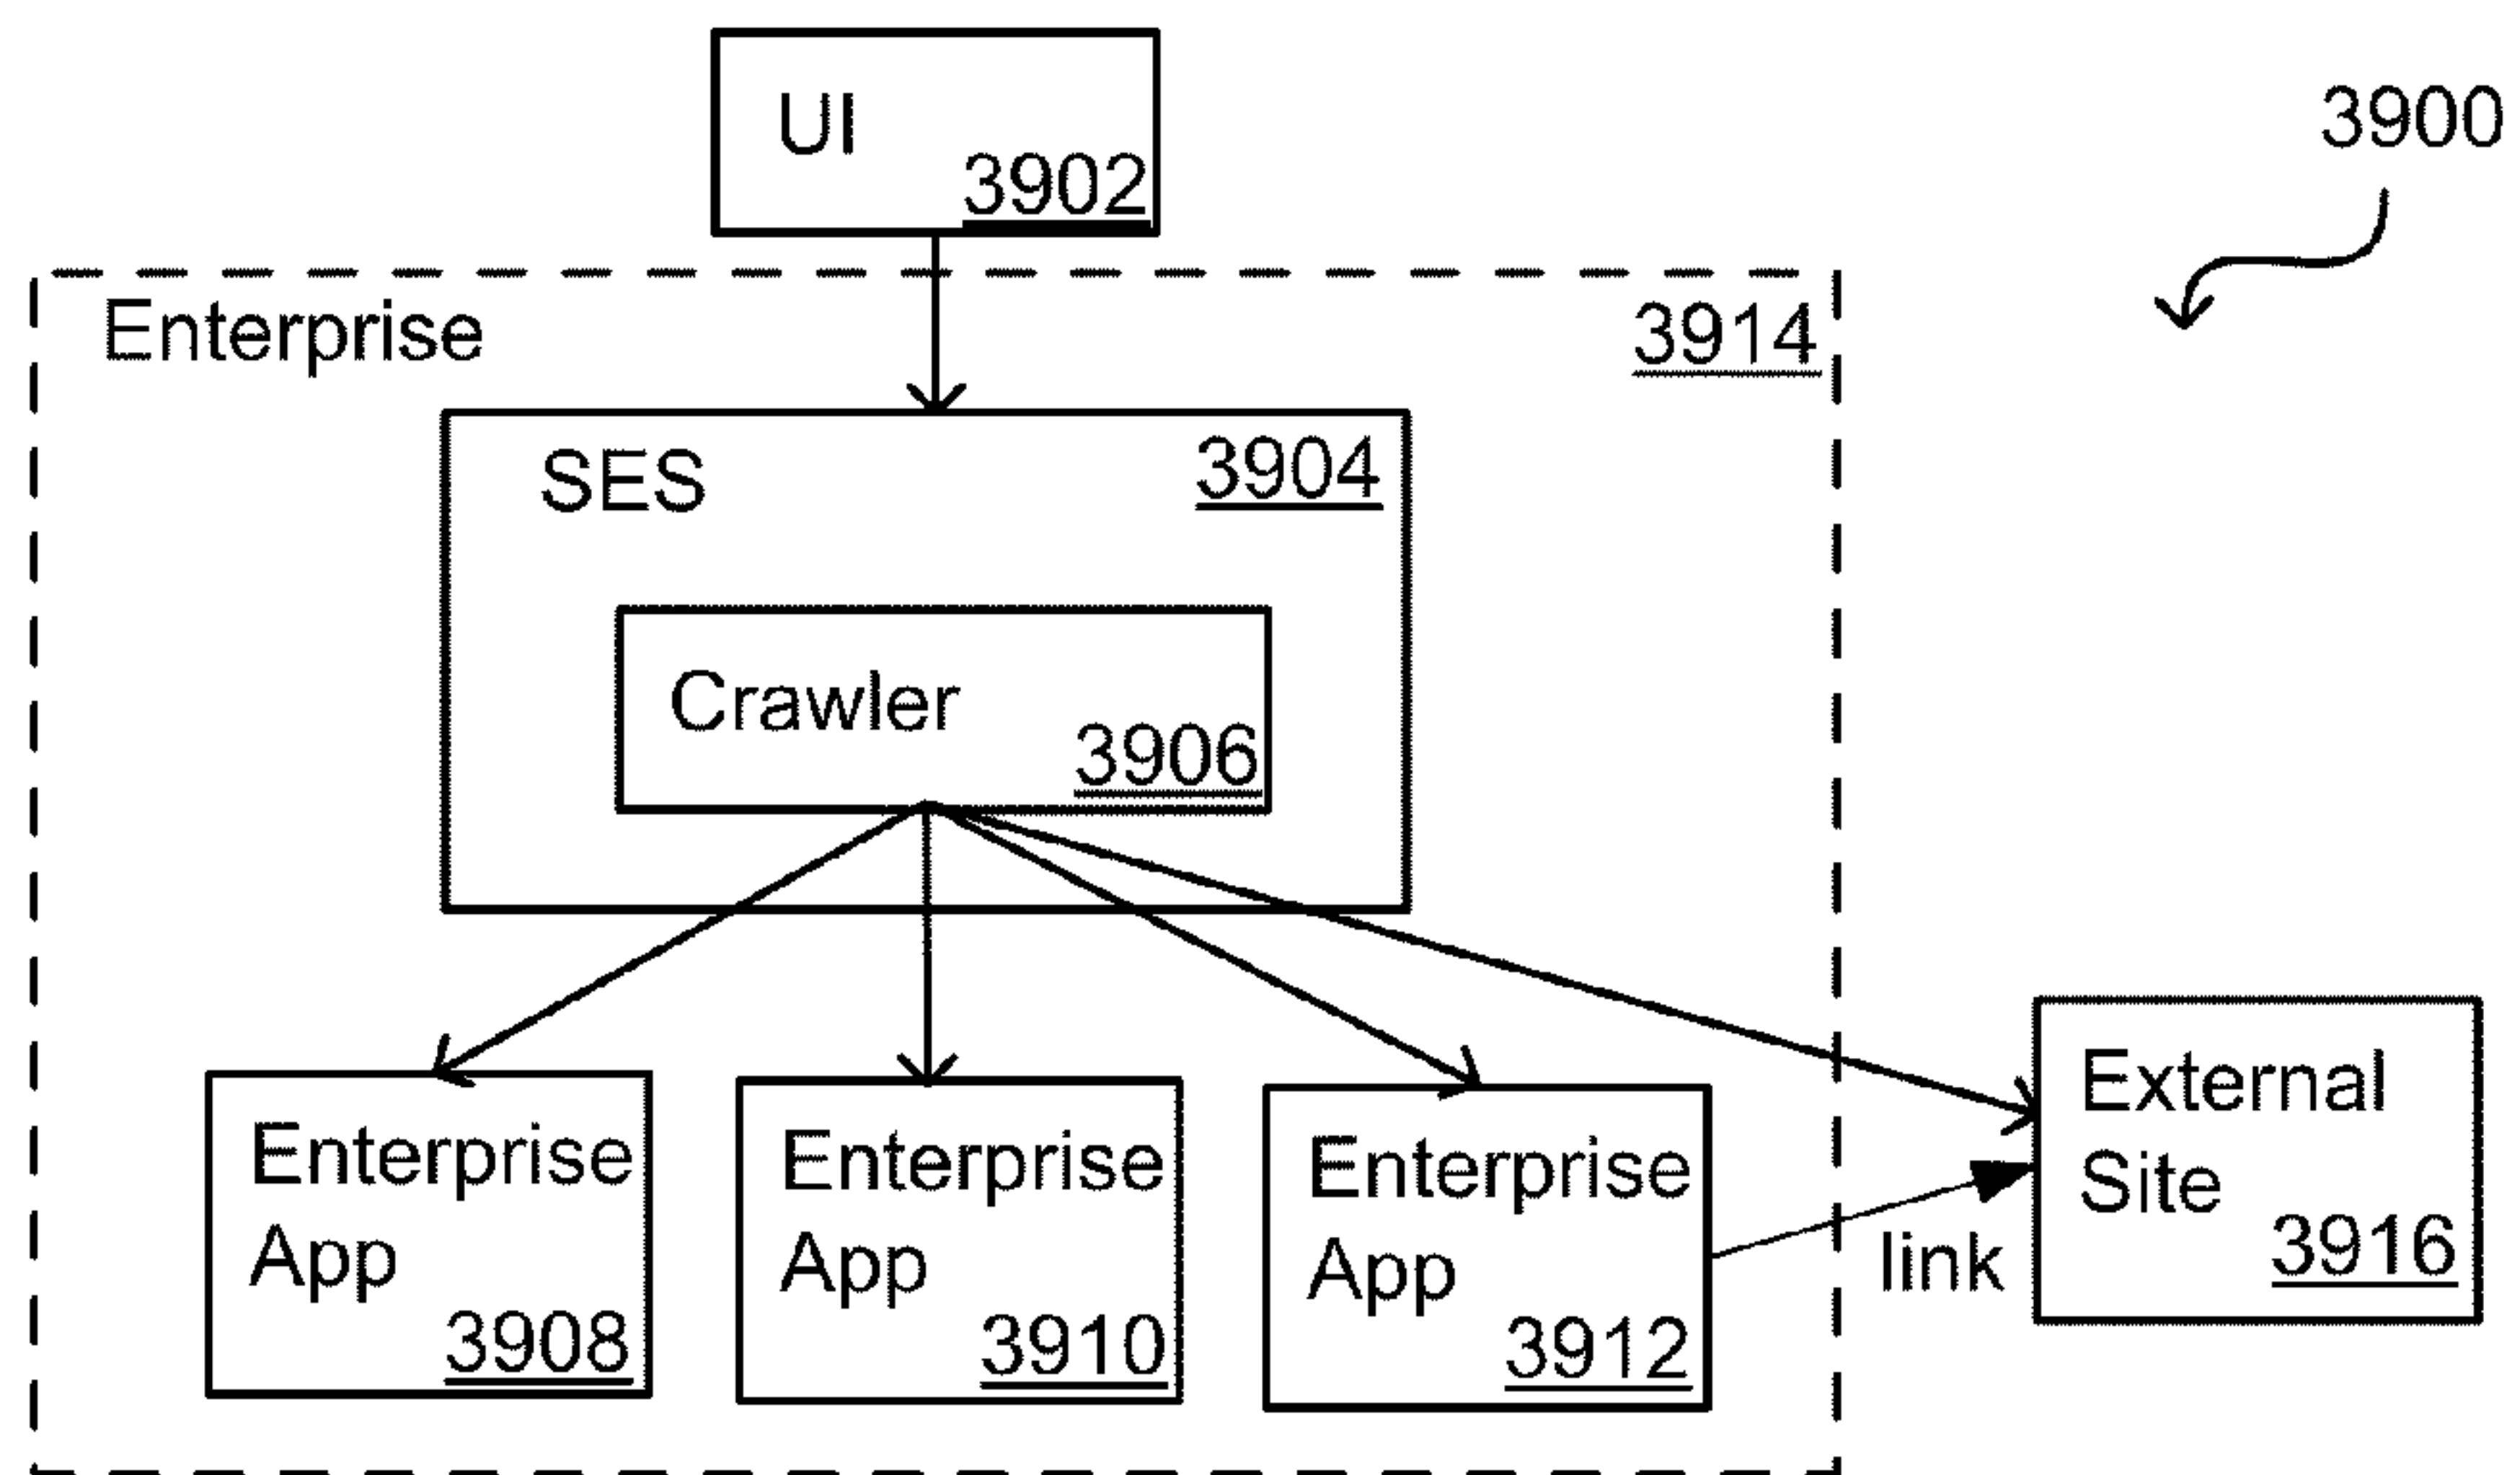 UI
3902
3900
Enterprise
3914
SES
3904
Crawler
3906
Enterprise
App
3908
Enterprise
App
3910
Enterprise
App
3912
link
External
Site
3916